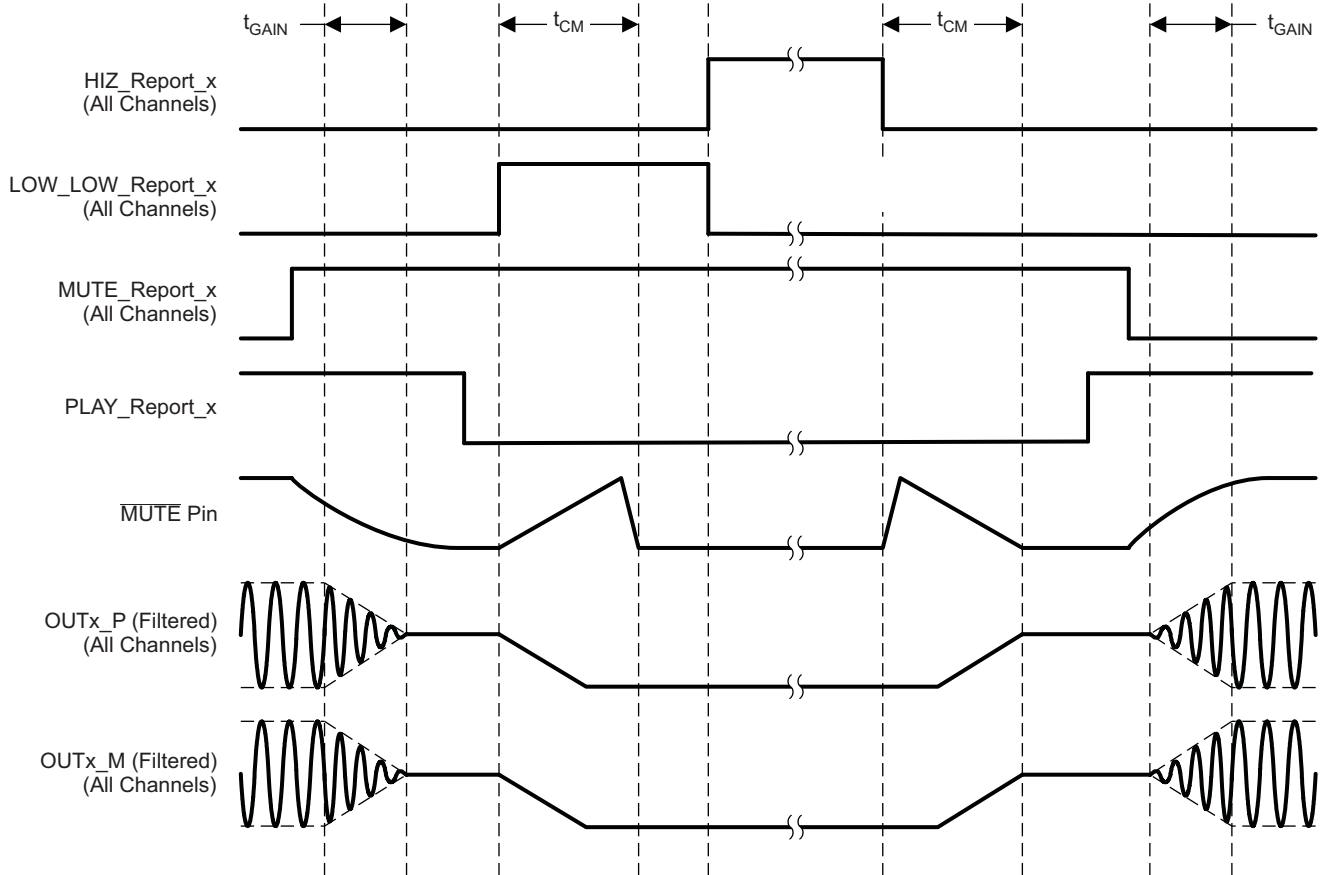 tGAIN
tCM
tCM
tGAIN
HIZ_Report_x
(All Channels)
LOW_LOW_Report_x
(All Channels)
MUTE_Report_x
(All Channels)
PLAY_Report_x
MUTE Pin
OUTx_P (Filtered)
(All Channels)
OUTx_M (Filtered)
(All Channels)